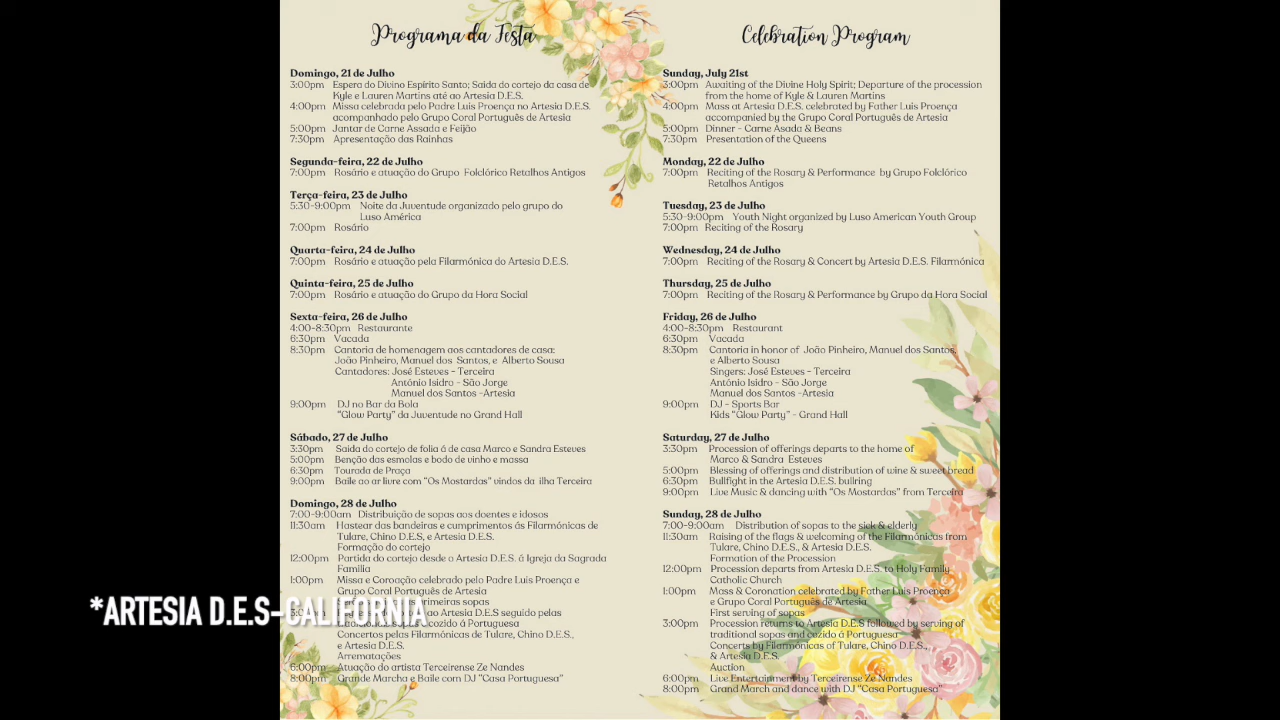 Programa da Festa
Domingo, 21 de Julho
3:00pm Espera do Divino Espírito Santo; Saida do cortejo da casa de
Kyle e Lauren Martins até ao Artesia D.E.S.
4:00pm Missa celebrada pelo Padre Luis Proença no Artesia D.E.S.
acompanhado pelo Grupo Coral Português de Artesia
5:00pm Jantar de Carne Assada e Feijão
7:30pm Apresentação das Rainhas
Segunda-feira, 22 de Julho
7:00pm Rosário e atuação do Grupo Folclórico Retalhos Antigos
Terça-feira, 23 de Julho
5:30-9:00pm Noite da Juventude organizado pelo grupo do
Luso América
7:00pm Rosário
Quarta-feira, 24 de Julho
7:00pm Rosário e atuação pela Filarmónica do Artesia D.E.S.
Quinta-feira, 25 de Julho
7:00pm Rosário e atuação do Grupo da Hora Social
Sexta-feira, 26 de Julho
4:00-8:30pm Restaurante
6:30pm Vacada
8:30pm Cantoria de homenagem aos cantadores de casa:
João Pinheiro, Manuel dos Santos, e Alberto Sousa
Cantadores: José Esteves - Terceira
António Isidro - São Jorge
Manuel dos Santos -Artesia
9:00pm DJ no Bar da Bola
"Glow Party" da Juventude no Grand Hall
Sábado, 27 de Julho
3:30pm Saida do cortejo de folia á de casa Marco e Sandra Esteves
5:00pm Benção das esmolas e bodo de vinho e massa
6:30pm Tourada de Praça
9:00pm Baile ao ar livre com "Os Mostardas" vindos da ilha Terceira
Domingo, 28 de Julho
7:00-9:00am Distribuição de sopas aos doentes e idosos
11:30am Hastear das bandeiras e cumprimentos ás Filarmónicas de
Tulare, Chino D.E.S, e Artesia D.E.S.
Formação do cortejo
12:00pm Partida do cortejo desde o Artesia D.E.S. á Igreja da Sagrada
Familia
1:00pm Missa e Coroação celebrado pelo Padre Luis Proença e
Grupo Coral Português de Artesia
primeiras sopas
ao Artesia D.E.S seguido pelas
cozido á Portuguesa
Concertos pelas Filarmónicas de Tulare, Chino D.E.S.,
e Artesia D.E.S.
Arrematações
6:00pm Atuação do artista Terceirense Ze Nandes
8:00pm Grande Marcha e Baile com DJ "Casa Portuguesa"
*ARTESIA D.E.S-CALIFORNIA
Celebration Program
Sunday, July 21st
3:00pm Awaiting of the Divine Holy Spirit; Departure of the procession
from the home of Kyle & Lauren Martins
4:00pm Mass at Artesia D.E.S. celebrated by Father Luis Proença
accompanied by the Grupo Coral Português de Artesia
5:00pm Dinner - Carne Asada & Beans
7:30pm Presentation of the Queens
Monday, 22 de Julho
7:00pm Reciting of the Rosary & Performance by Grupo Folclórico
Retalhos Antigos
Tuesday, 23 de Julho
5:30-9:00pm Youth Night organized by Luso American Youth Group
7:00pm Reciting of the Rosary
Wednesday, 24 de Julho
7:00pm Reciting of the Rosary & Concert by Artesia D.E.S. Filarmónica
Thursday, 25 de Julho
7:00pm Reciting of the Rosary & Performance by Grupo da Hora Social
Friday, 26 de Julho
4:00-8:30pm Restaurant
6:30pm Vacada
8:30pm Cantoria in honor of João Pinheiro, Manuel dos Santos,
e Alberto Sousa
Singers: José Esteves - Terceira
António Isidro - São Jorge
Manuel dos Santos -Artesia
9:00pm DJ - Sports Bar
Kids "Glow Party" - Grand Hall
Saturday, 27 de Julho
3:30pm Procession of offerings departs to the home of
Marco & Sandra Esteves
5:00pm Blessing of offerings and distribution of wine & sweet bread
6:30pm Bullfight in the Artesia D.E.S. bullring
9:00pm Live Music & dancing with "Os Mostardas" from Terceira
Sunday, 28 de Julho
7:00-9:00am Distribution of sopas to the sick & elderly
11:30am Raising of the flags & welcoming of the Filarmónicas from
Tulare, Chino D.E.S., & Artesia D.E.S.
Formation of the Procession
12:00pm Procession departs from Artesia D.E.S. to Holy Family
Catholic Church
1:00pm Mass & Coronation celebrated by Father Luis Proença
e Grupo Coral Português de Artesia
First serving of sopas
3:00pm Procession returns to Artesia D.E.S followed by serving of
traditional sopas and cozido á Portuguesa
Concerts by Filarmónicas of Tulare, Chino D.E.S.,
& Artesia D.E.S.
Auction
6:00pm Live Entertainment by Terceirense Ze Nandes
8:00pm Grand March and dance with DJ "Casa Portuguesa"